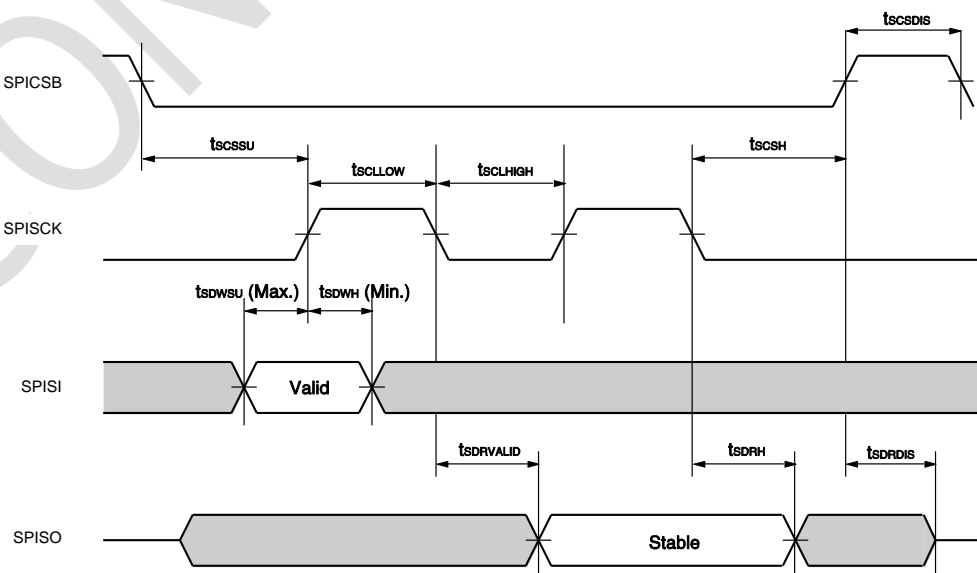 tSCSDIS
SPICSB
tSCSSU
tSCSH
tSCLLOW
tSCLHIGH
SPISCK
tSDWSU (Max.)
tSDWH (Min.)
SPISI
Valid
tSDRVALID
tSDRH
tSDRDIS
SPISO
Stable